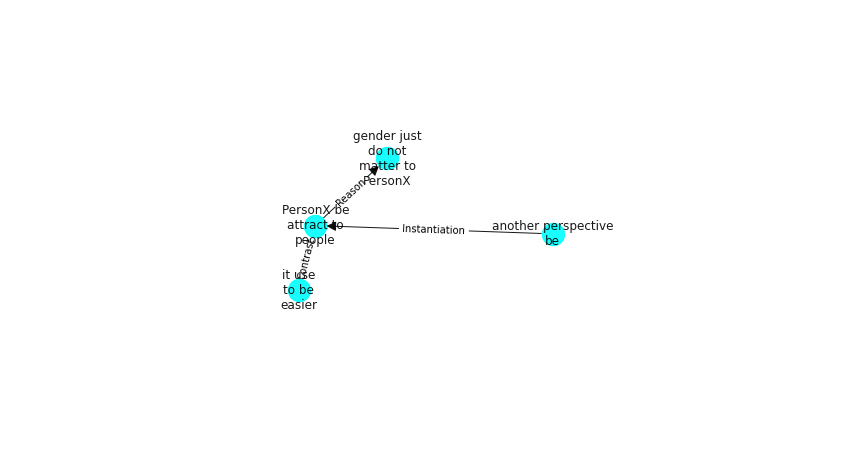 gender just
do not
matter to
PersonX
Reason
PersonX be
attract to
people
Instantiation
another perspective
be
Contrast
it use
to be
easier